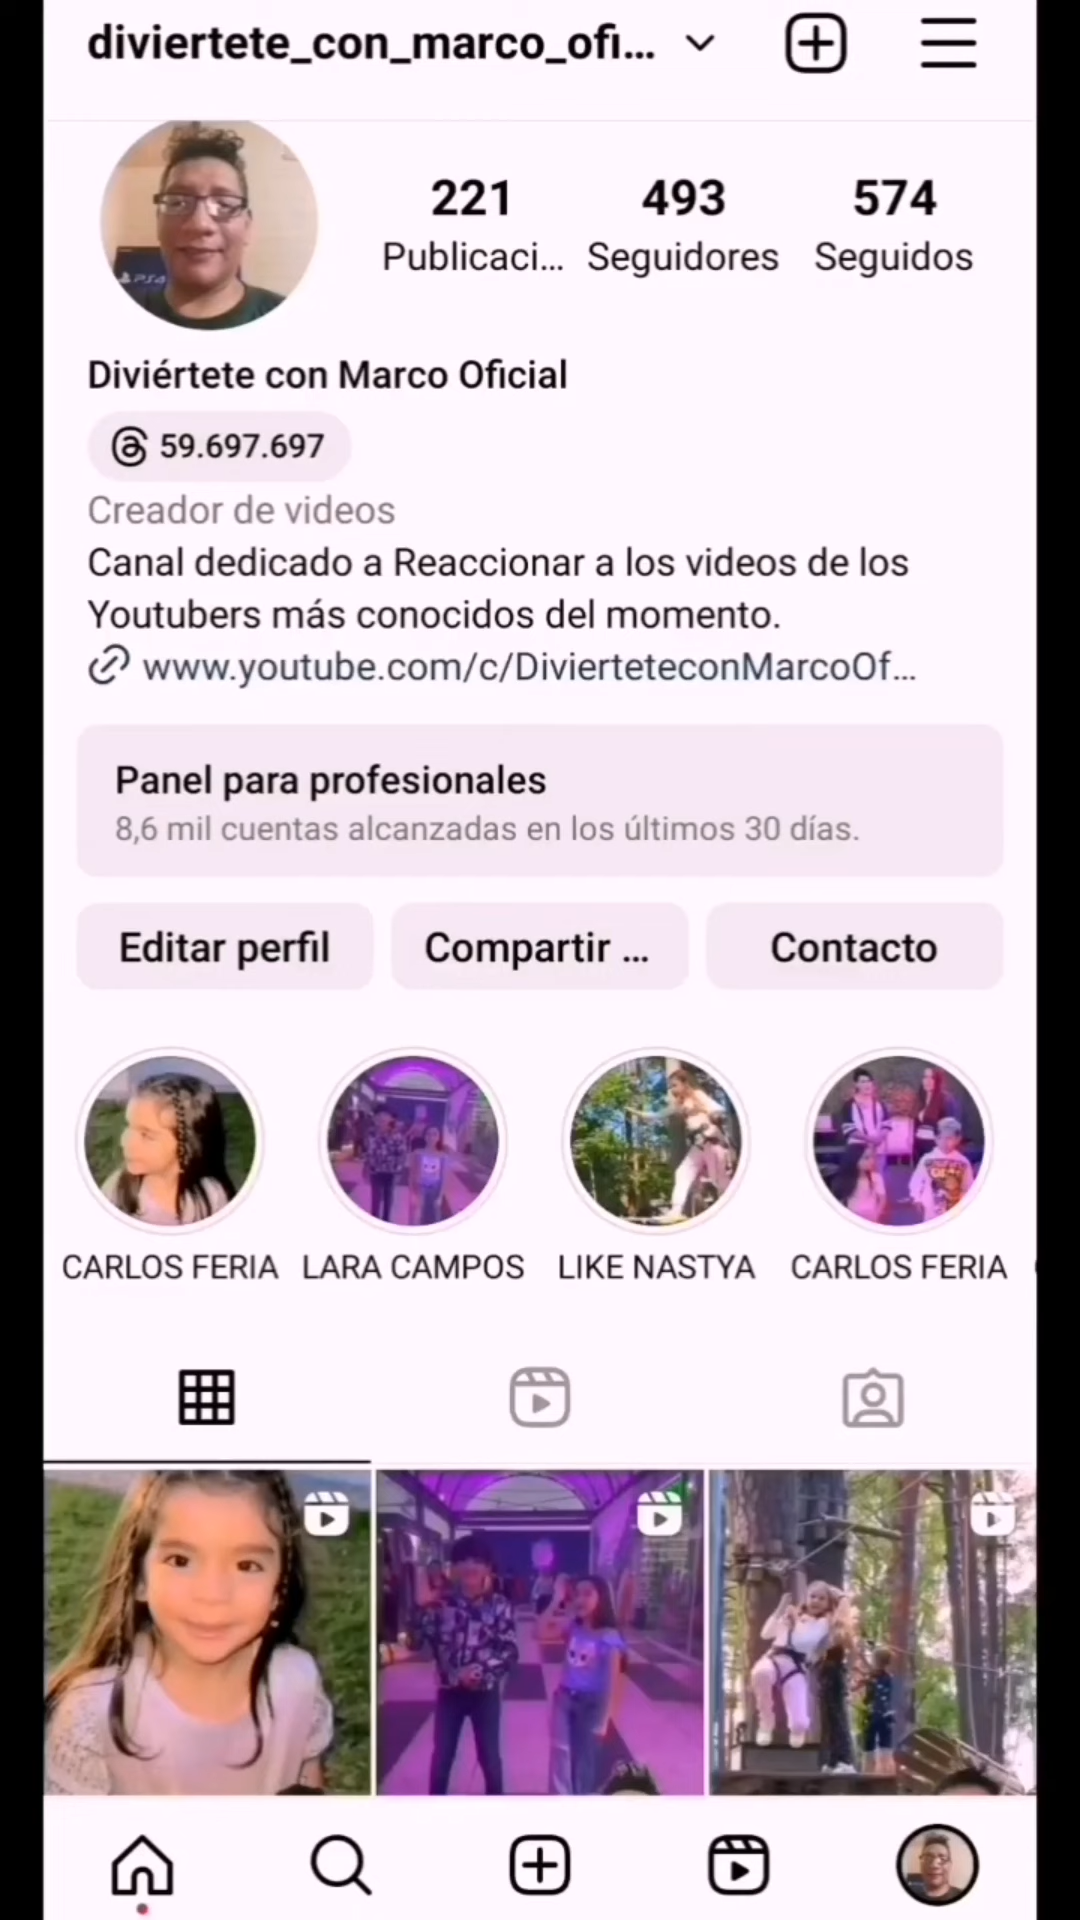 diviertete_con_marco_ofi...
221
493
574
Publicaci...
Seguidores
Seguidos
Diviértete con Marco Oficial
59.697.697
Creador de videos
Canal dedicado a Reaccionar a los videos de los
Youtubers más conocidos del momento.
www.youtube.com/c/DivierteteconMarcoOf...
Panel para profesionales
8,6 mil cuentas alcanzadas en los últimos 30 días.
Editar perfil
Compartir ...
Contacto
CARLOS FERIA
LARA CAMPOS
LIKE NASTYA
CARLOS FERIA